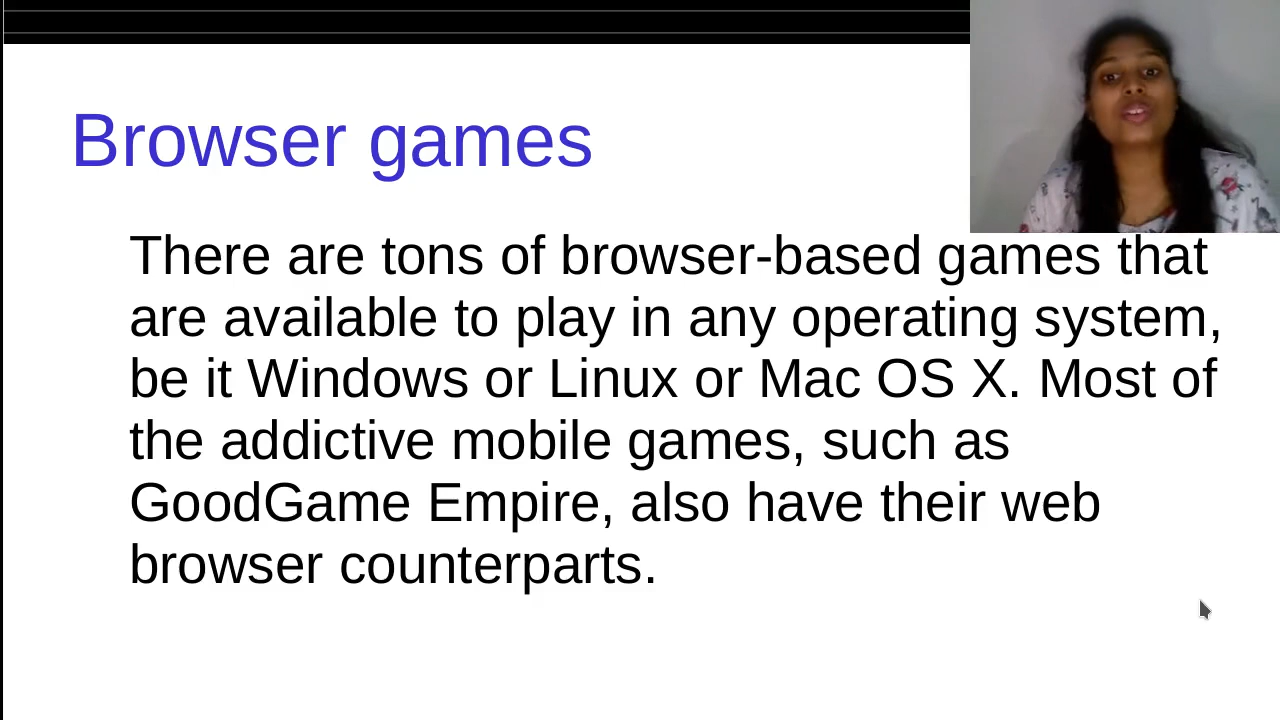 Browser games
There are tons of browser-based games that
are available to play in any operating system,
be it Windows or Linux or Mac OS X. Most of
the addictive mobile games, such as
GoodGame Empire, also have their web
browser counterparts.